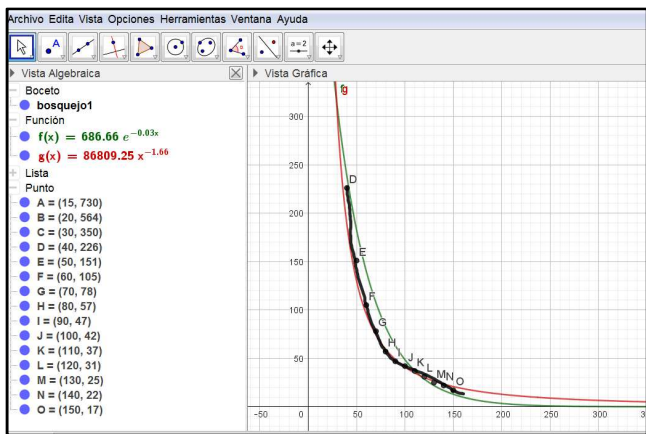 Archivo Edita Vista Opciones Herramientas Ventana Ayuda
A
a=2
Vista Algebraica
Vista Gráfica
Boceto
bosquejo1
Función
f(x) = 686.66 e^-0.03x
g(x) = 86809.25 x^-1.66
Lista
Punto
A = (15, 730)
B = (20, 564)
C = (30, 350)
D = (40, 226)
E = (50, 151)
F = (60, 105)
G = (70, 78)
H = (80, 57)
I = (90, 47)
J = (100, 42)
K = (110, 37)
L = (120, 31)
M = (130, 25)
N = (140, 22)
O = (150, 17)
fg
300
250
200
150
100
50
-50 0 50 100 150 200 250 300
D
E
F
G
H
I
J
K
L
M
N
O